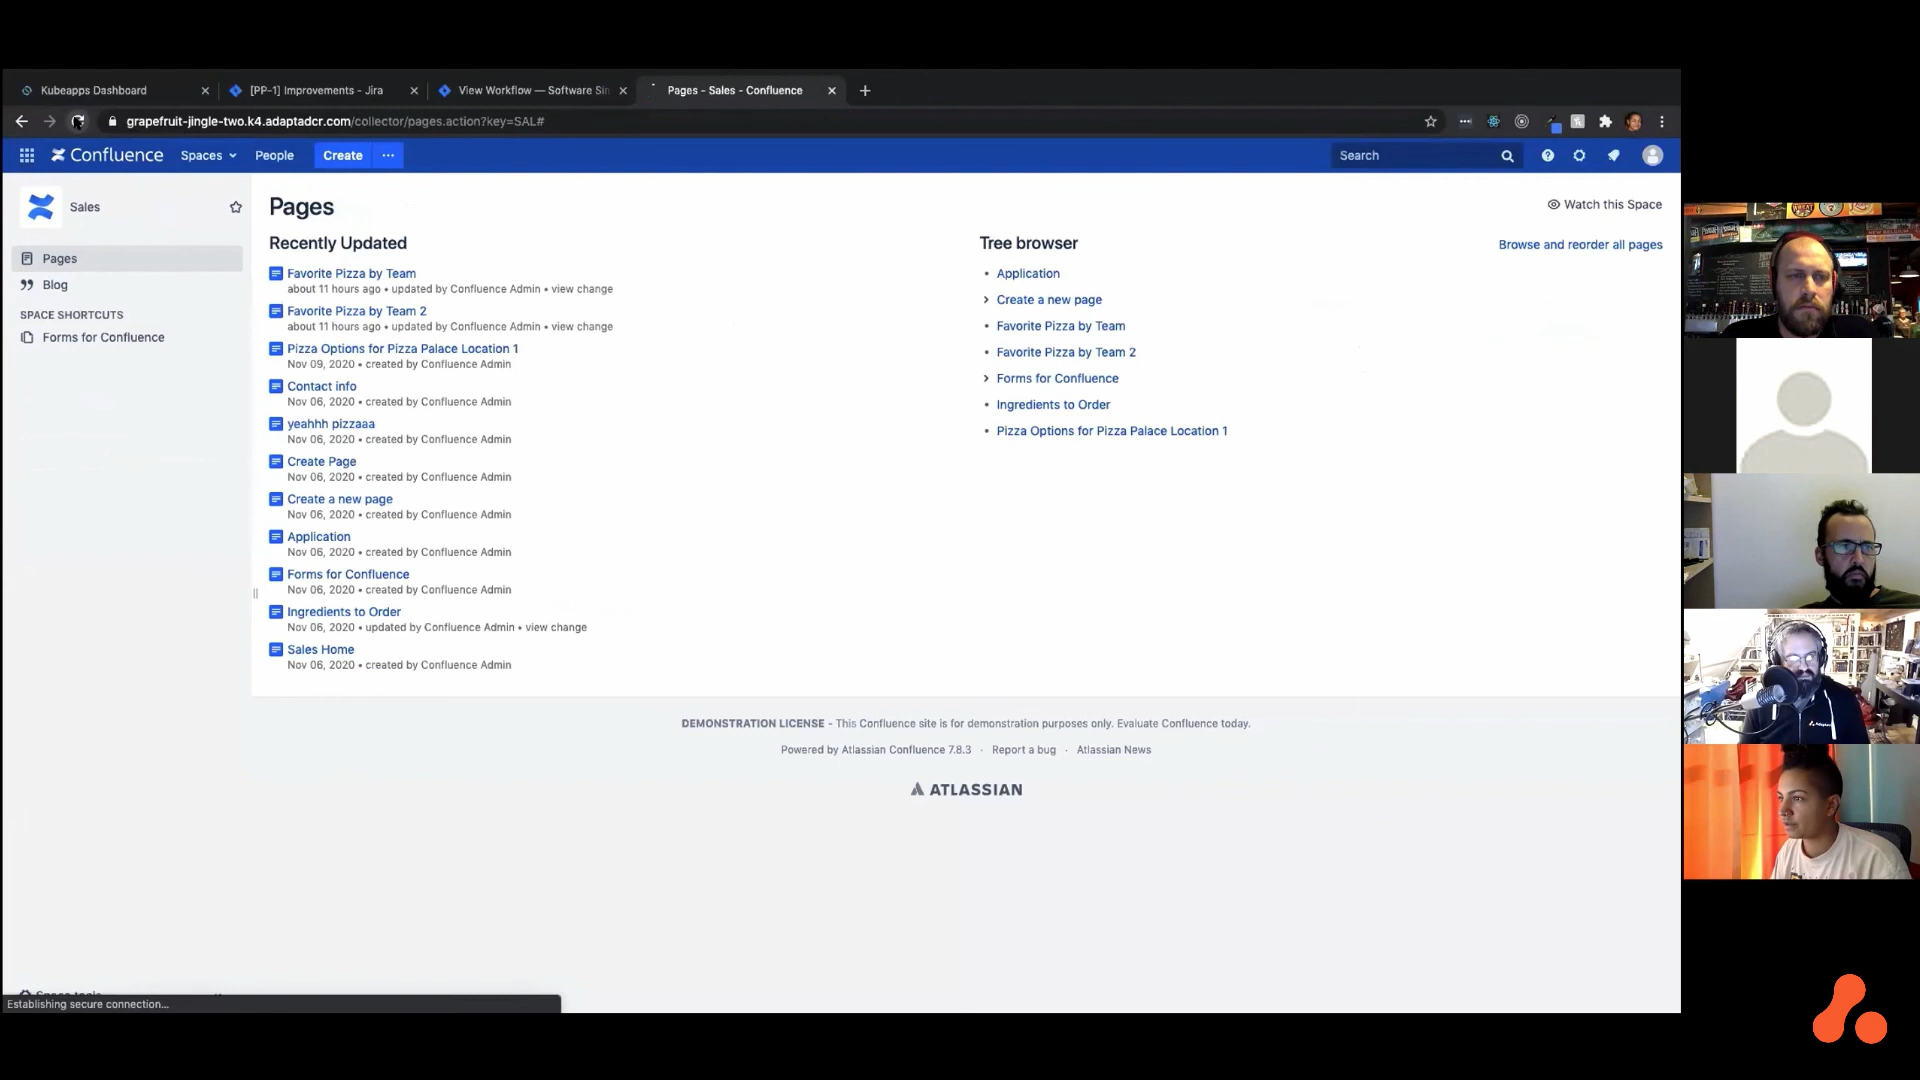 Kubeapps Dashboard
[PP-1] Improvements - Jira
View Workflow — Software Sin
Pages - Sales - Confluence
grapefruit-jingle-two.k4.adaptadcr.com/collector/pages.action?key=SAL#
Confluence
Spaces
People
Create
Search
Sales
Pages
Blog
SPACE SHORTCUTS
Forms for Confluence
Pages
Watch this Space
Recently Updated
Favorite Pizza by Team
about 11 hours ago • updated by Confluence Admin • view change
Favorite Pizza by Team 2
about 11 hours ago • updated by Confluence Admin • view change
Pizza Options for Pizza Palace Location 1
Nov 09, 2020 • created by Confluence Admin
Contact info
Nov 06, 2020 • created by Confluence Admin
yeahhh pizzaaa
Nov 06, 2020 • created by Confluence Admin
Create Page
Nov 06, 2020 • created by Confluence Admin
Create a new page
Nov 06, 2020 • created by Confluence Admin
Application
Nov 06, 2020 • created by Confluence Admin
Forms for Confluence
Nov 06, 2020 • created by Confluence Admin
Ingredients to Order
Nov 06, 2020 • updated by Confluence Admin • view change
Sales Home
Nov 06, 2020 • created by Confluence Admin
Tree browser
Browse and reorder all pages
Application
Create a new page
Favorite Pizza by Team
Favorite Pizza by Team 2
Forms for Confluence
Ingredients to Order
Pizza Options for Pizza Palace Location 1
DEMONSTRATION LICENSE - This Confluence site is for demonstration purposes only. Evaluate Confluence today.
Powered by Atlassian Confluence 7.8.3 · Report a bug · Atlassian News
ATLASSIAN
Establishing secure connection...